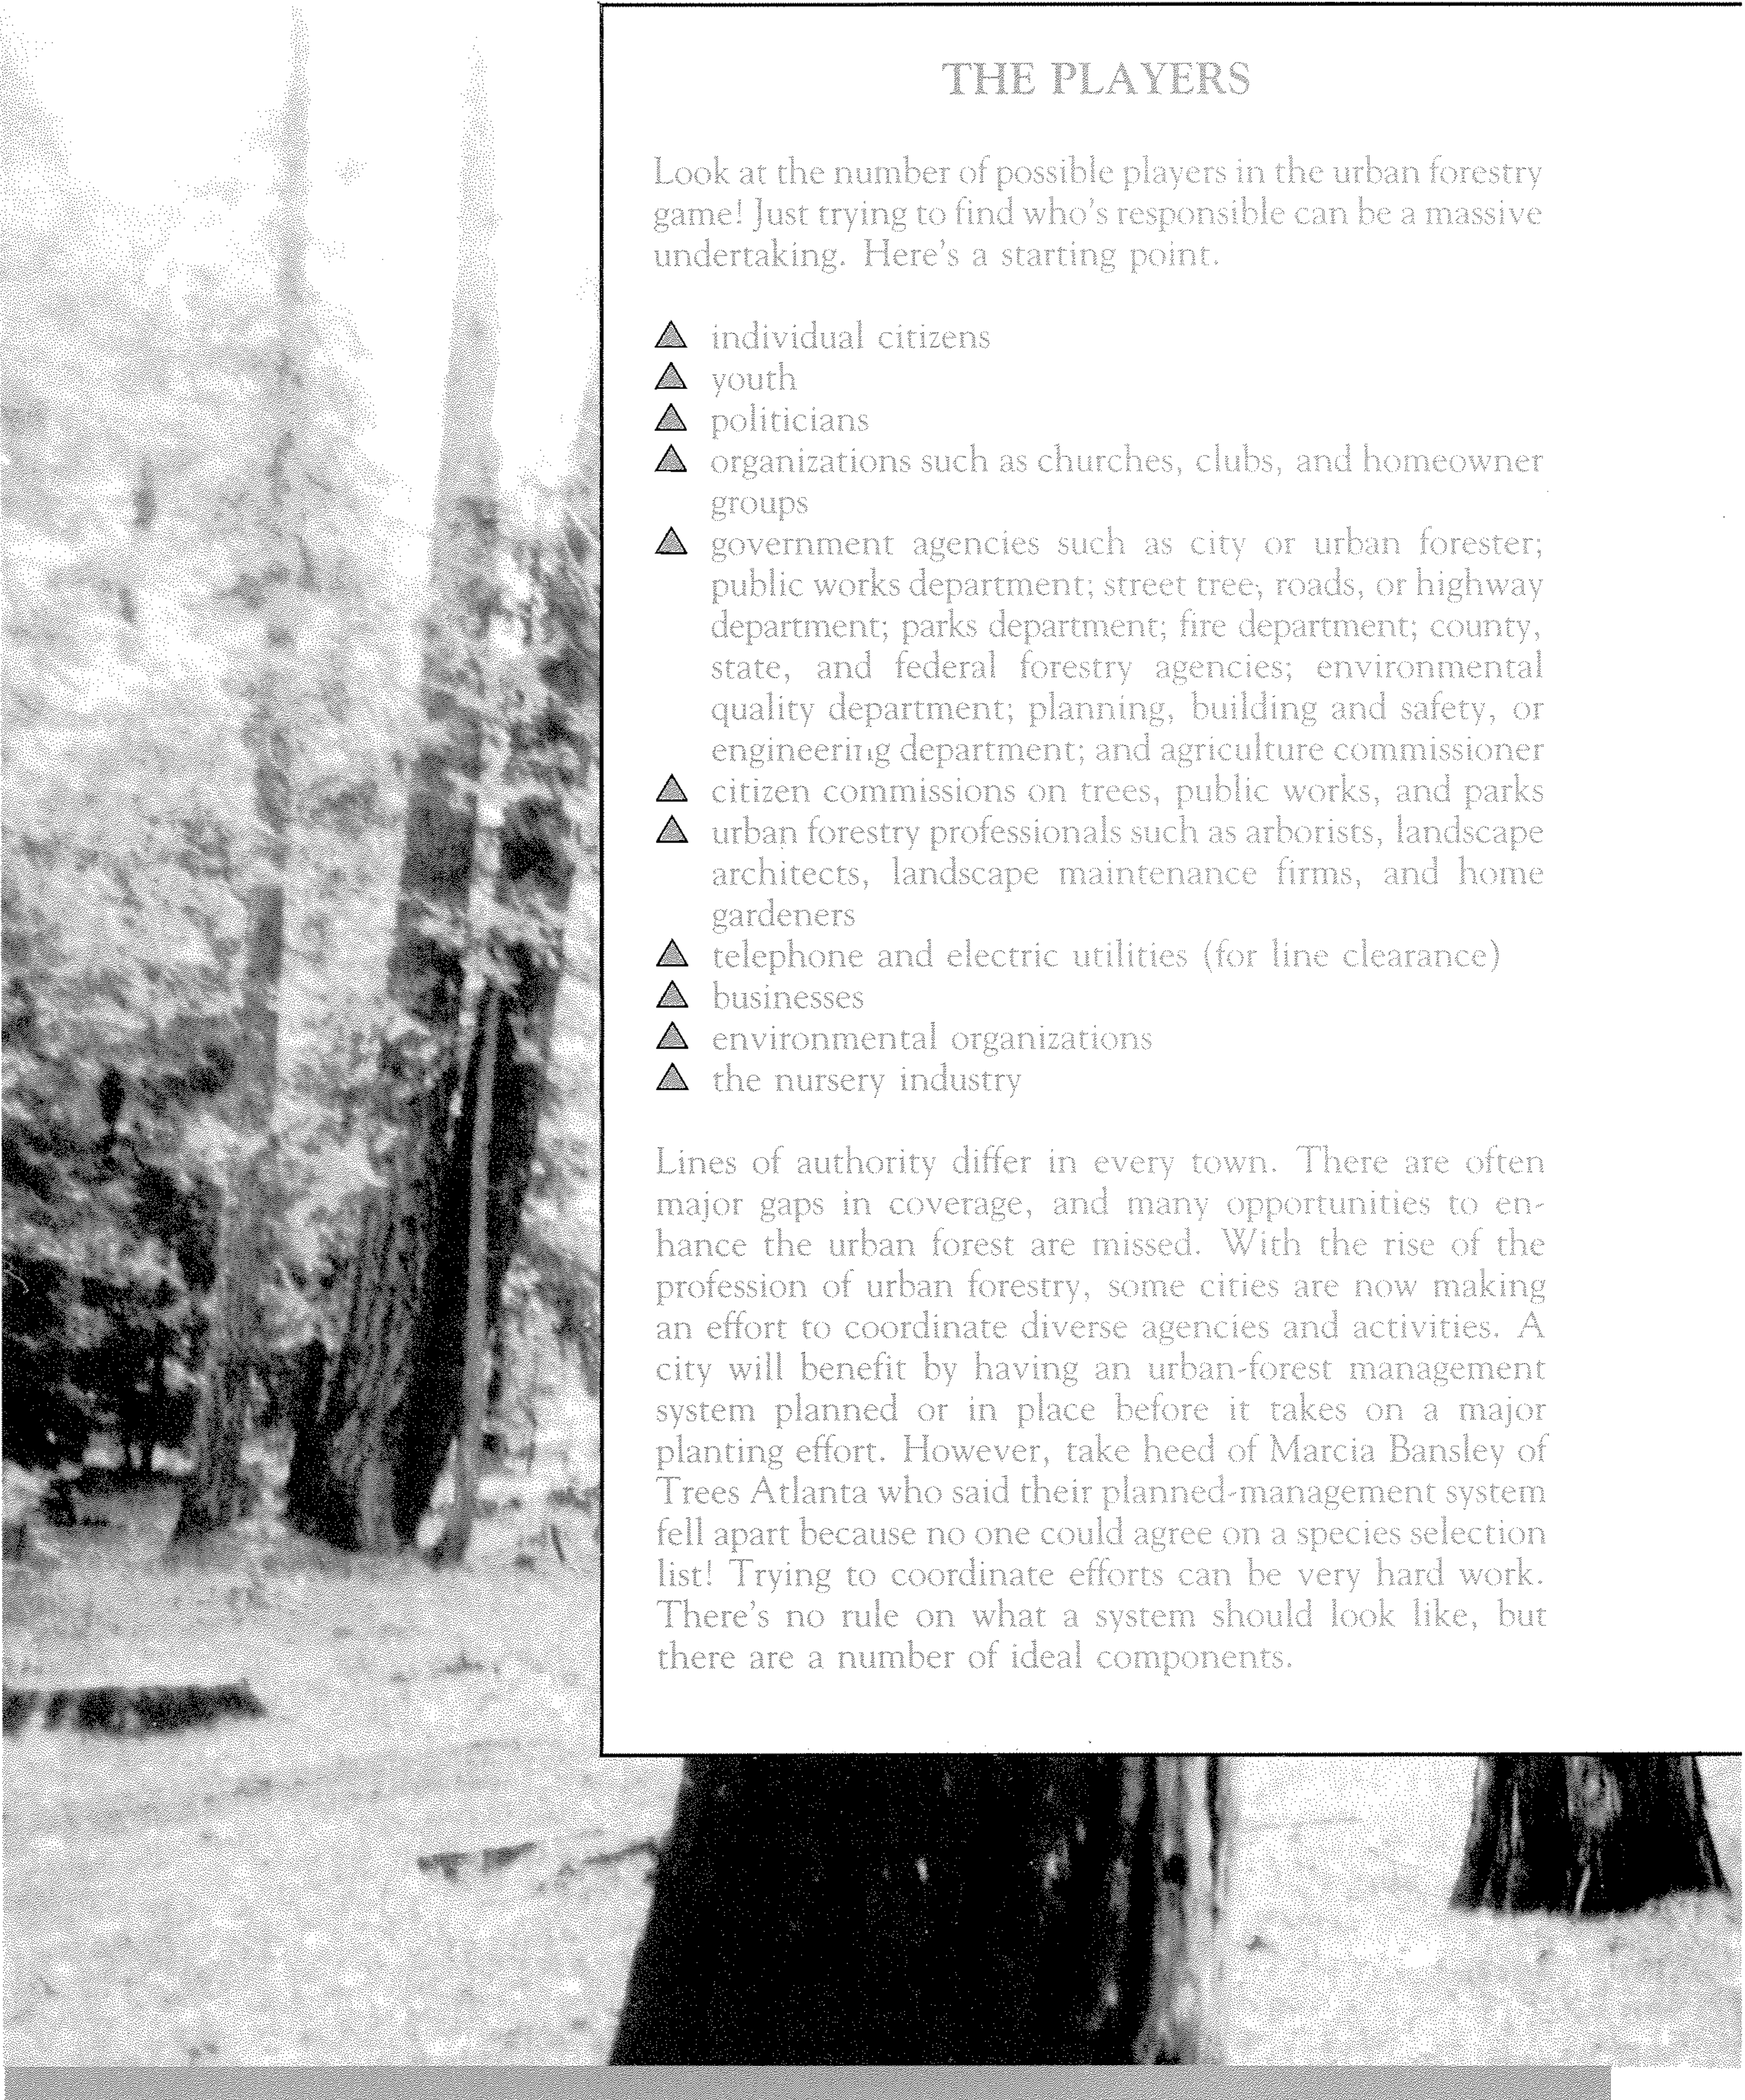 THE PLAYERS
Look at the number of possible players in the urban forestry
game! Just trying to find who's responsible can be a massive
undertaking. Here's a starting point.
individual citizens
youth
politicians
organizations such as churches, clubs, and homeowner
groups
government agencies such as city or urban forester;
public works department; street tree, roads, or highway
department; parks department; fire department; county,
state, and federal forestry agencies; environmental
quality department; planning, building and safety, or
engineering department; and agriculture commissioner
citizen commissions on trees, public works, and parks
urban forestry professionals such as arborists, landscape
architects, landscape maintenance firms, and home
gardeners
telephone and electric utilities (for line clearance)
businesses
environmental organizations
the nursery industry
Lines of authority differ in every town. There are often
major gaps in coverage, and many opportunities to en-
hance the urban forest are missed. With the rise of the
profession of urban forestry, some cities are now making
an effort to coordinate diverse agencies and activities. A
city will benefit by having an urban-forest management
system planned or in place before it takes on a major
planting effort. However, take heed of Marcia Bansley of
Trees Atlanta who said their planned-management system
fell apart because no one could agree on a species selection
list! Trying to coordinate efforts can be very hard work.
There's no rule on what a system should look like, but
there are a number of ideal components.